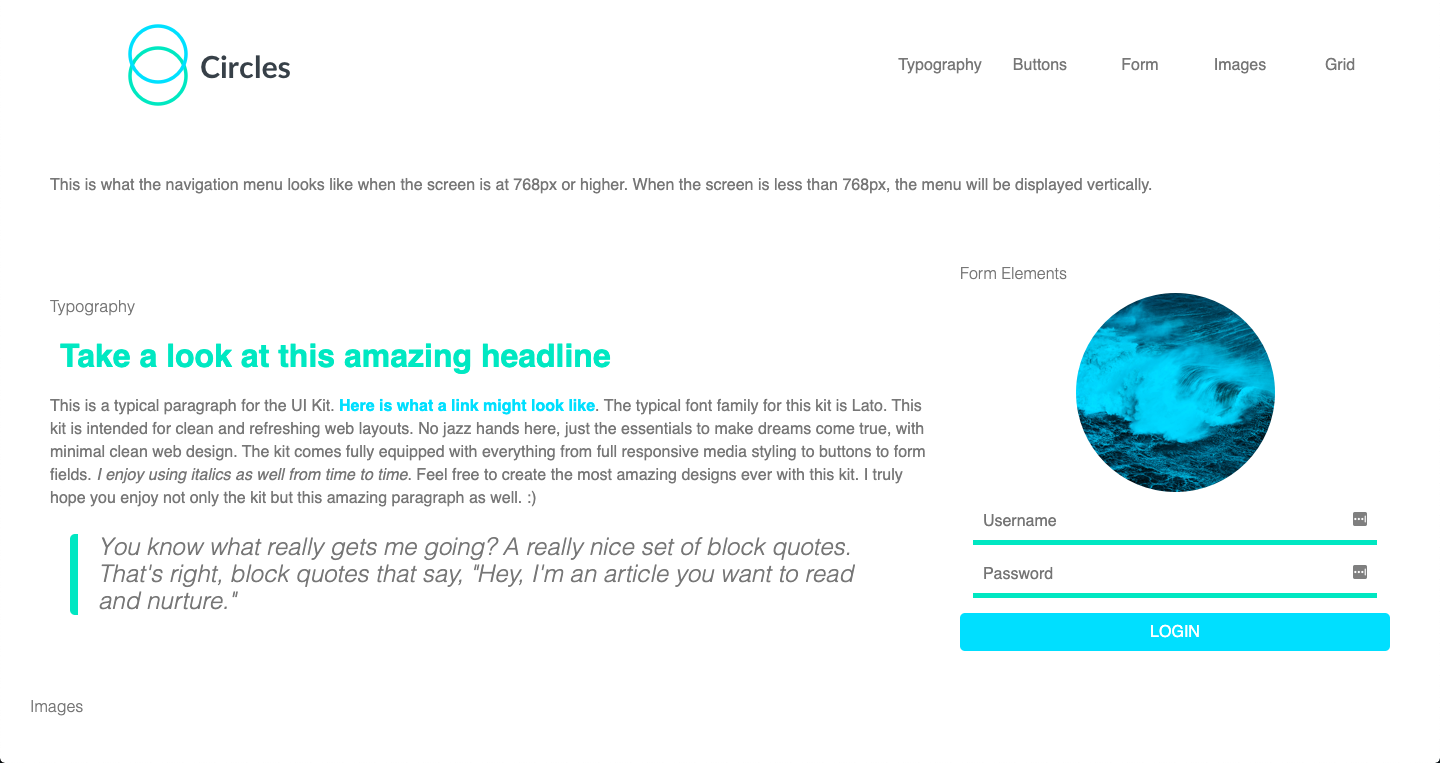 Circles
Typography Buttons Form Images Grid
This is what the navigation menu looks like when the screen is at 768px or higher. When the screen is less than 768px, the menu will be displayed vertically.
Typography
Take a look at this amazing headline
This is a typical paragraph for the UI Kit. Here is what a link might look like. The typical font family for this kit is Lato. This
kit is intended for clean and refreshing web layouts. No jazz hands here, just the essentials to make dreams come true, with
minimal clean web design. The kit comes fully equipped with everything from full responsive media styling to buttons to form
fields. I enjoy using italics as well from time to time. Feel free to create the most amazing designs ever with this kit. I truly
hope you enjoy not only the kit but this amazing paragraph as well. :)
You know what really gets me going? A really nice set of block quotes.
That's right, block quotes that say, "Hey, I'm an article you want to read
and nurture."
Form Elements
Username
Password
LOGIN
Images